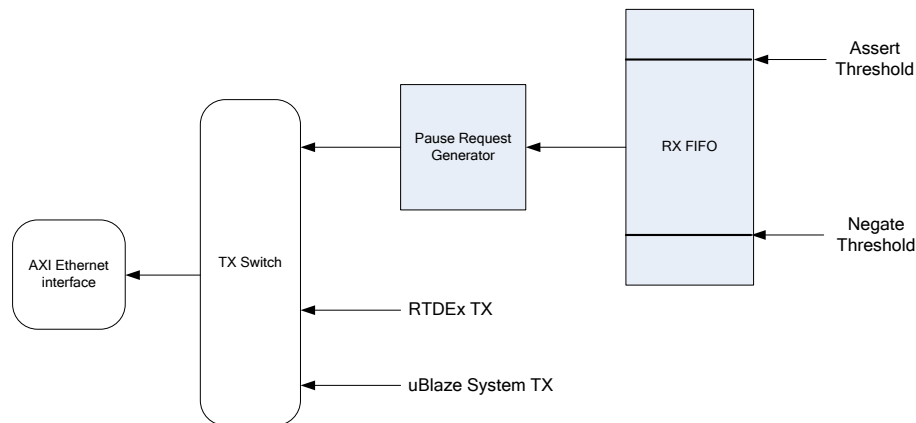 Assert
Threshold
Pause Request
Generator
RX FIFO
Negate
Threshold
AXI Ethernet
interface
TX Switch
RTDEx TX
uBlaze System TX